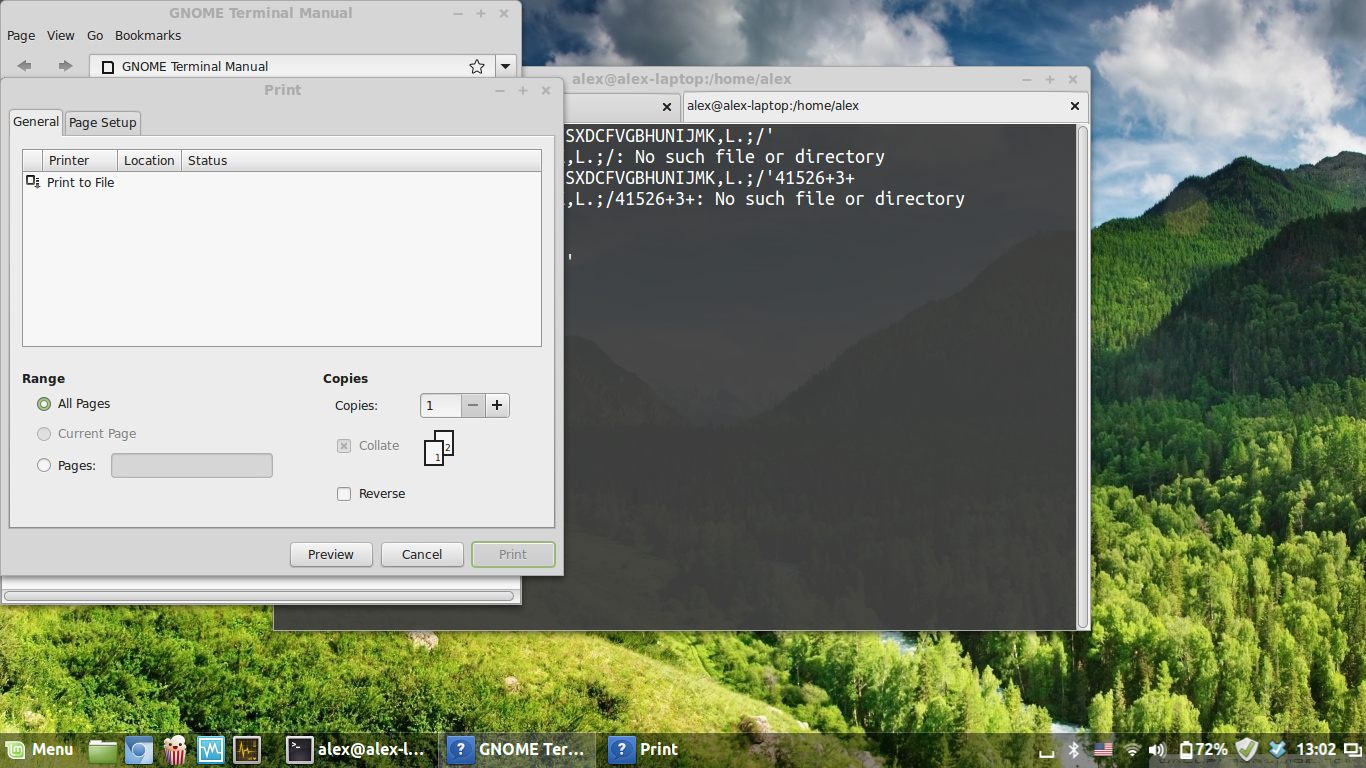 GNOME Terminal Manual
Page View Go Bookmarks
GNOME Terminal Manual
alex@alex-laptop:/home/alex
alex@alex-laptop:/home/alex
Print
General Page Setup
Printer Location Status
Print to File
SXDCFVGBHUNIJMK,L.;/'
,L.;/: No such file or directory
SXDCFVGBHUNIJMK,L.;/'41526+3+
,L.;/41526+3+: No such file or directory
'
Range
All Pages
Current Page
Pages:
Copies
Copies: 1
Collate 1 2
Reverse
Preview Cancel Print
Menu alex@alex-l... GNOME Ter... Print 72% 13:02